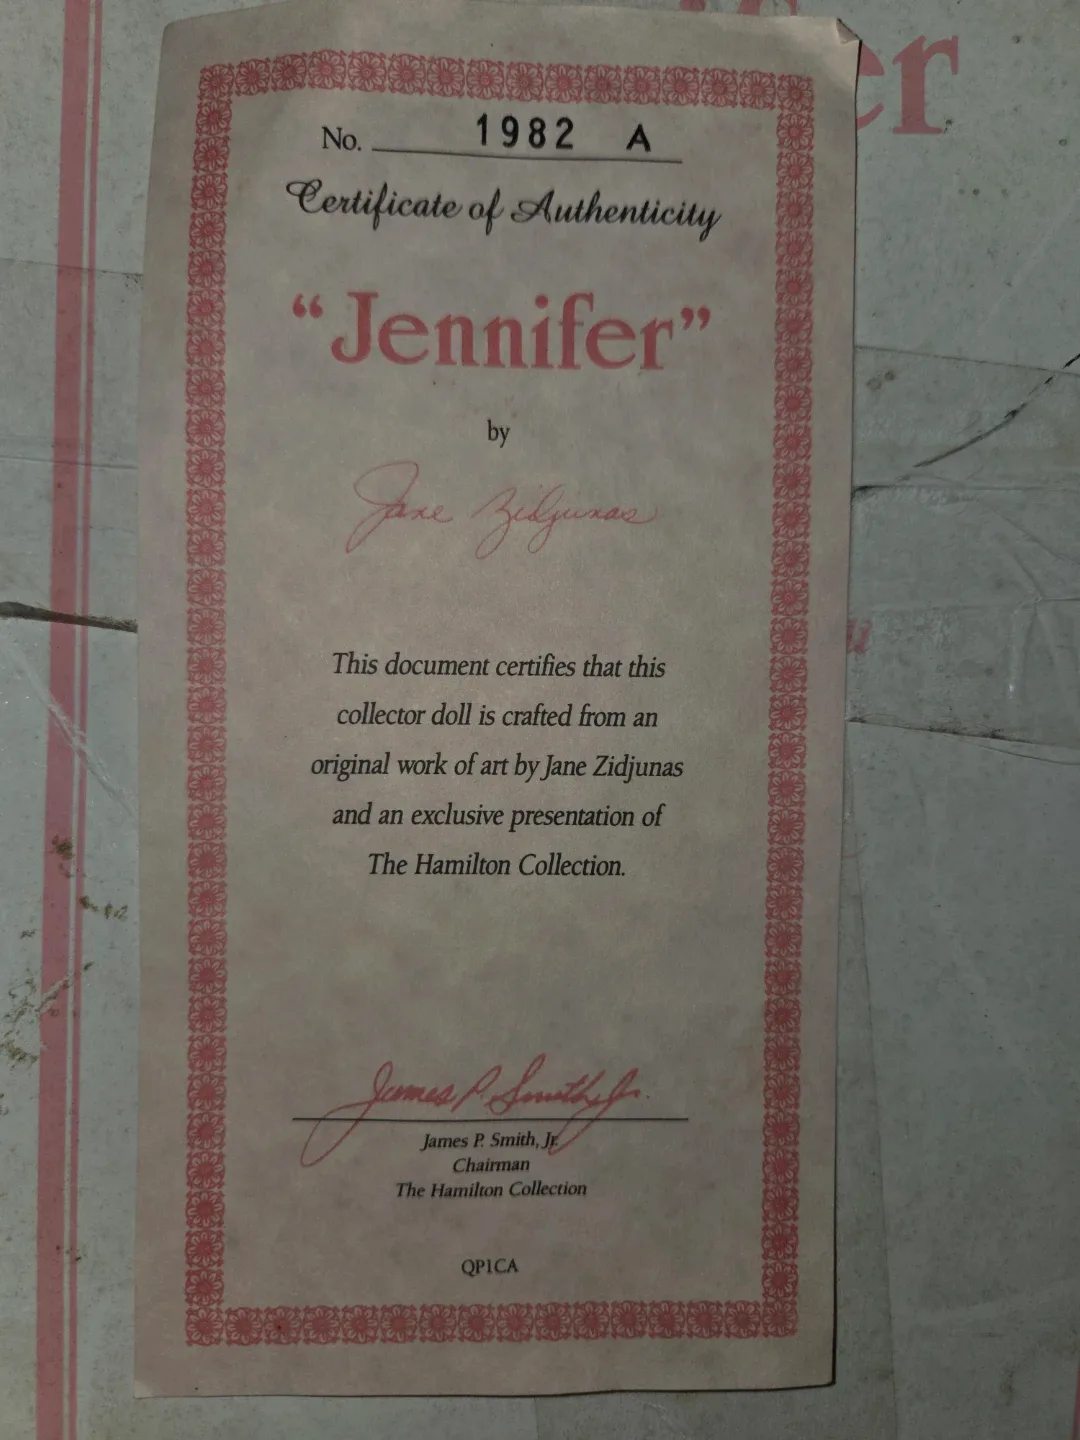 No. 1982 A
Certificate of Authenticity
"Jennifer"
by
Jane Zidjunas
This document certifies that this
collector doll is crafted from an
original work of art by Jane Zidjunas
and an exclusive presentation of
The Hamilton Collection.
James P. Smith, Jr.
James P. Smith, Jr.
Chairman
The Hamilton Collection
QP1CA